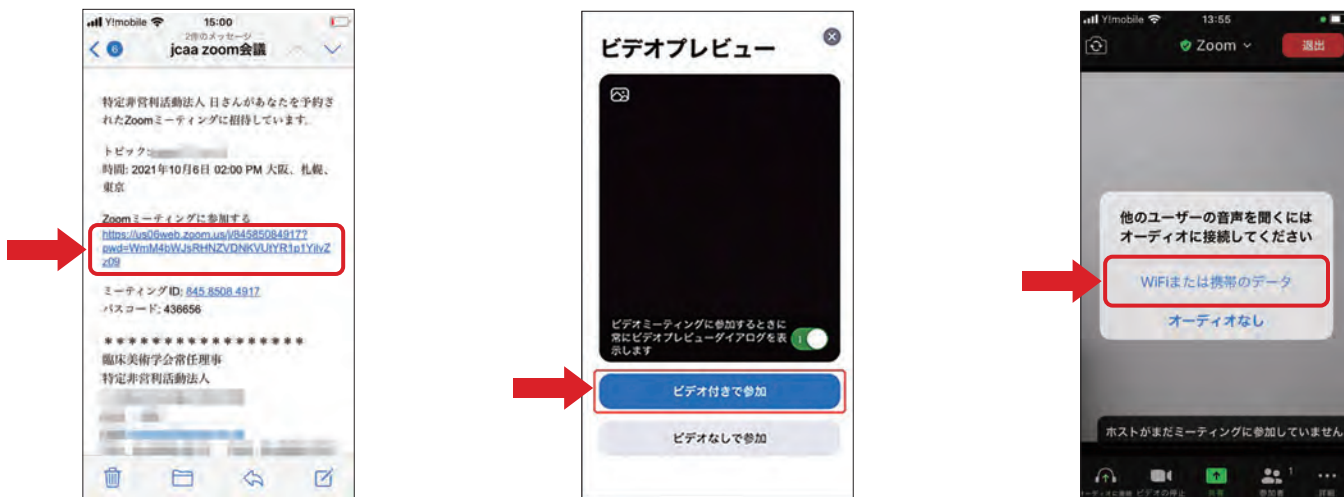 Y!mobile
15:00
2件のメッセージ
6
jcaa zoom会議
特定非営利活動法人 日さんがあなたを予約さ
れたZoomミーティングに招待しています.
トピック:
時間: 2021年10月6日 02:00 PM 大阪、札幌、
東京
Zoomミーティングに参加する
https://us06web.zoom.us/j/84585084917?
pwd=WmM4bWJsRHNZVDNKVUtYR1p1YilvZ
z09
ミーティングID: 845 8508 4917
パスコード: 436656
*****************
臨床美術学会常任理事
特定非営利活動法人
ビデオプレビュー
ビデオミーティングに参加するときに
常にビデオプレビューダイアログを表
示します
ビデオ付きで参加
ビデオなしで参加
Y!mobile
13:55
Zoom
退出
他のユーザーの音声を聞くには
オーディオに接続してください
WiFiまたは携帯のデータ
オーディオなし
ホストがまだミーティングに参加していません
1
ビデオの停止
共有
参加者
詳細